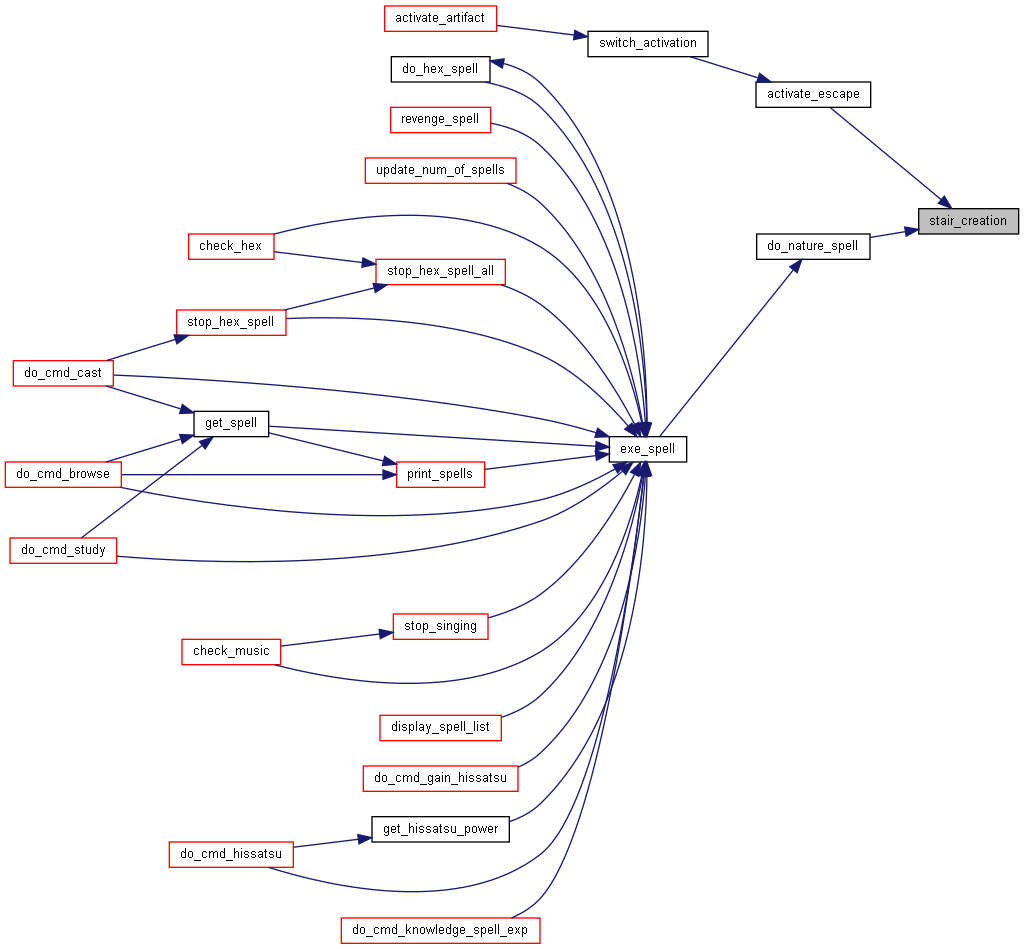 activate_artifact
switch_activation
do_hex_spell
activate_escape
revenge_spell
update_num_of_spells
stair_creation
check_hex
do_nature_spell
stop_hex_spell_all
stop_hex_spell
do_cmd_cast
get_spell
exe_spell
do_cmd_browse
print_spells
do_cmd_study
stop_singing
check_music
display_spell_list
do_cmd_gain_hissatsu
get_hissatsu_power
do_cmd_hissatsu
do_cmd_knowledge_spell_exp